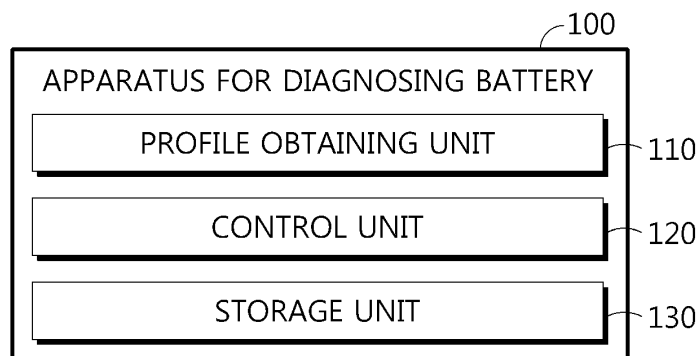 100
APPARATUS FOR DIAGNOSING BATTERY
PROFILE OBTAINING UNIT
110
CONTROL UNIT
120
STORAGE UNIT
130